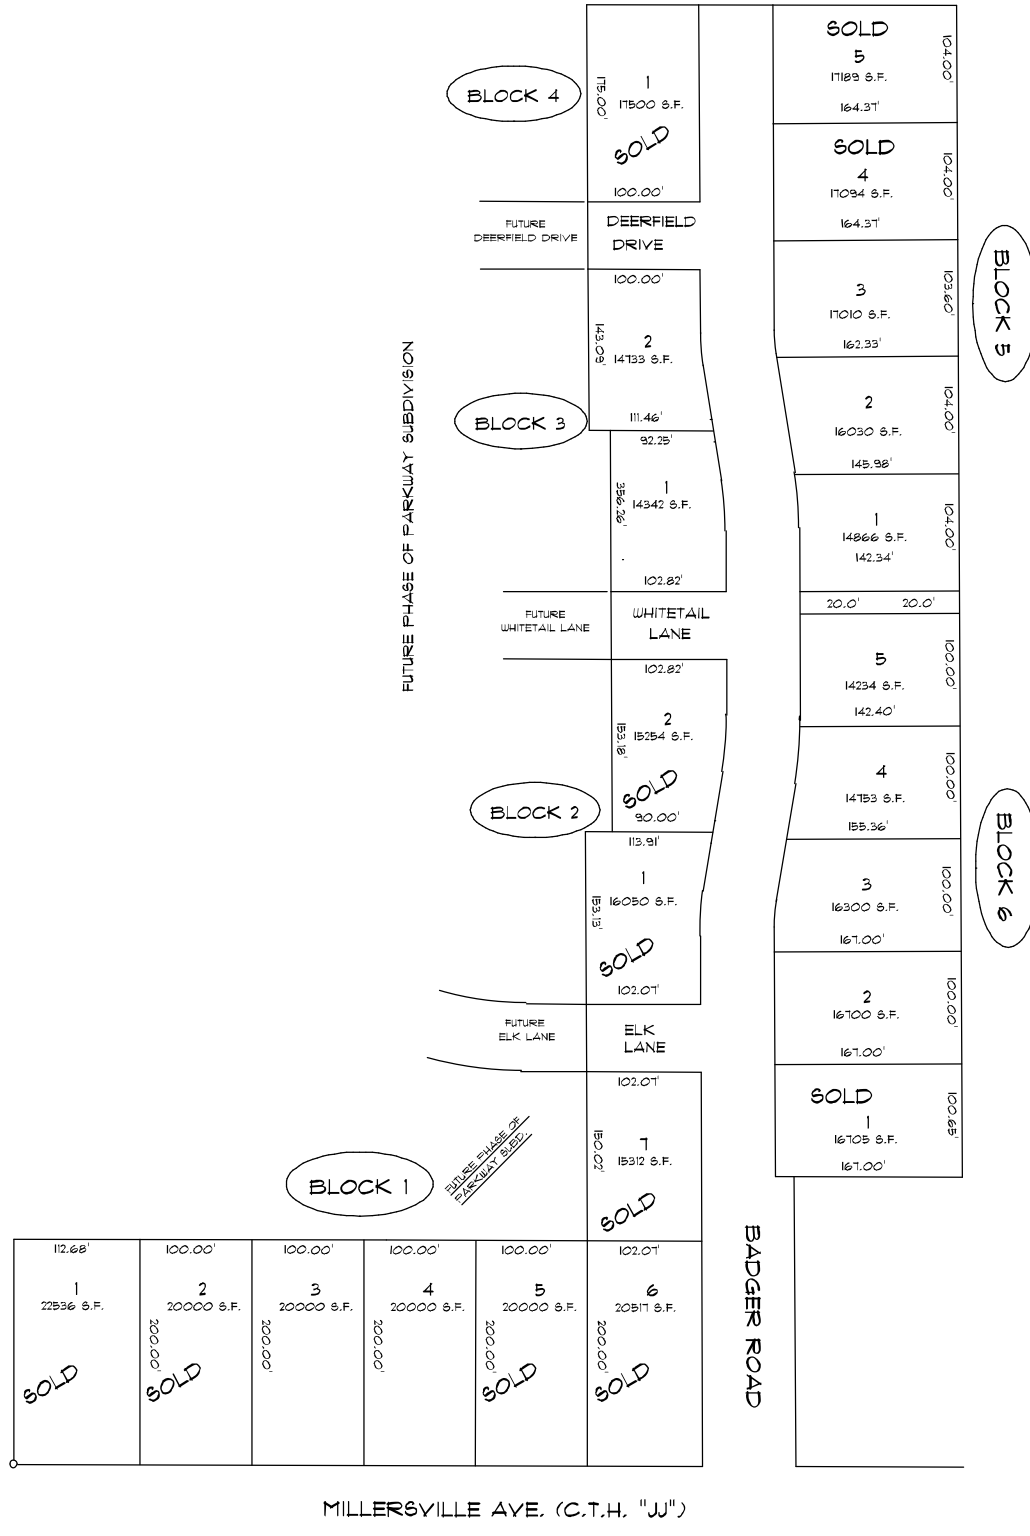 BLOCK 4
175.00'
1
17500 S.F.
SOLD
100.00'
SOLD
5
17189 S.F.
164.37'
104.00'
SOLD
4
17094 S.F.
164.37'
104.00'
FUTURE
DEERFIELD DRIVE
DEERFIELD
DRIVE
BLOCK 5
3
17010 S.F.
162.33'
103.60'
100.00'
143.09'
2
14733 S.F.
111.46'
BLOCK 3
FUTURE PHASE OF PARKWAY SUBDIVISION
2
16030 S.F.
145.98'
104.00'
92.25'
356.26'
1
14342 S.F.
102.82'
1
14866 S.F.
142.34'
104.00'
20.0'
20.0'
FUTURE
WHITETAIL LANE
WHITETAIL
LANE
5
14234 S.F.
142.40'
100.00'
102.82'
153.18'
2
15254 S.F.
SOLD
90.00'
BLOCK 2
4
14753 S.F.
155.36'
100.00'
BLOCK 6
113.91'
153.13'
1
16050 S.F.
SOLD
102.07'
3
16300 S.F.
167.00'
100.00'
2
16700 S.F.
167.00'
100.00'
FUTURE
ELK LANE
ELK
LANE
SOLD
1
16705 S.F.
167.00'
100.65'
102.07'
150.02'
7
15312 S.F.
SOLD
FUTURE PHASE OF
PARKWAY SUBD.
BLOCK 1
112.68'
1
22536 S.F.
SOLD
100.00'
2
20000 S.F.
200.00'
SOLD
100.00'
3
20000 S.F.
200.00'
100.00'
4
20000 S.F.
200.00'
100.00'
5
20000 S.F.
200.00'
SOLD
102.07'
6
20517 S.F.
200.00'
SOLD
BADGER ROAD
MILLERSVILLE AVE. (C.T.H. "JJ")